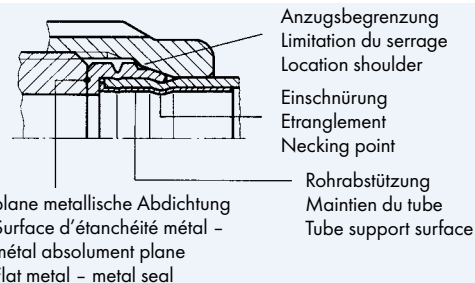 Anzugsbegrenzung
Limitation du serrage
Location shoulder
Einschnürung
Etranglement
Necking point
Rohrabstützung
Maintien du tube
Tube support surface
plane metallische Abdichtung
Surface d'étanchéité métal –
métal absolument plane
Flat metal – metal seal